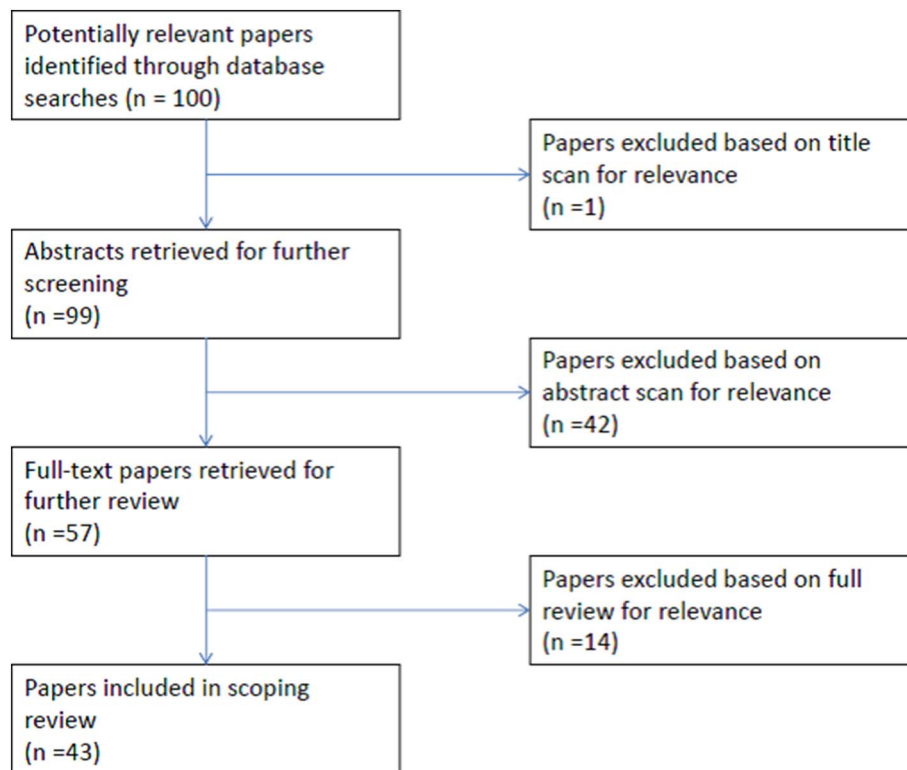 Potentially relevant papers
identified through database
searches (n = 100)
Papers excluded based on title
scan for relevance
(n =1)
Abstracts retrieved for further
screening
(n =99)
Papers excluded based on
abstract scan for relevance
(n =42)
Full-text papers retrieved for
further review
(n =57)
Papers excluded based on full
review for relevance
(n =14)
Papers included in scoping
review
(n =43)